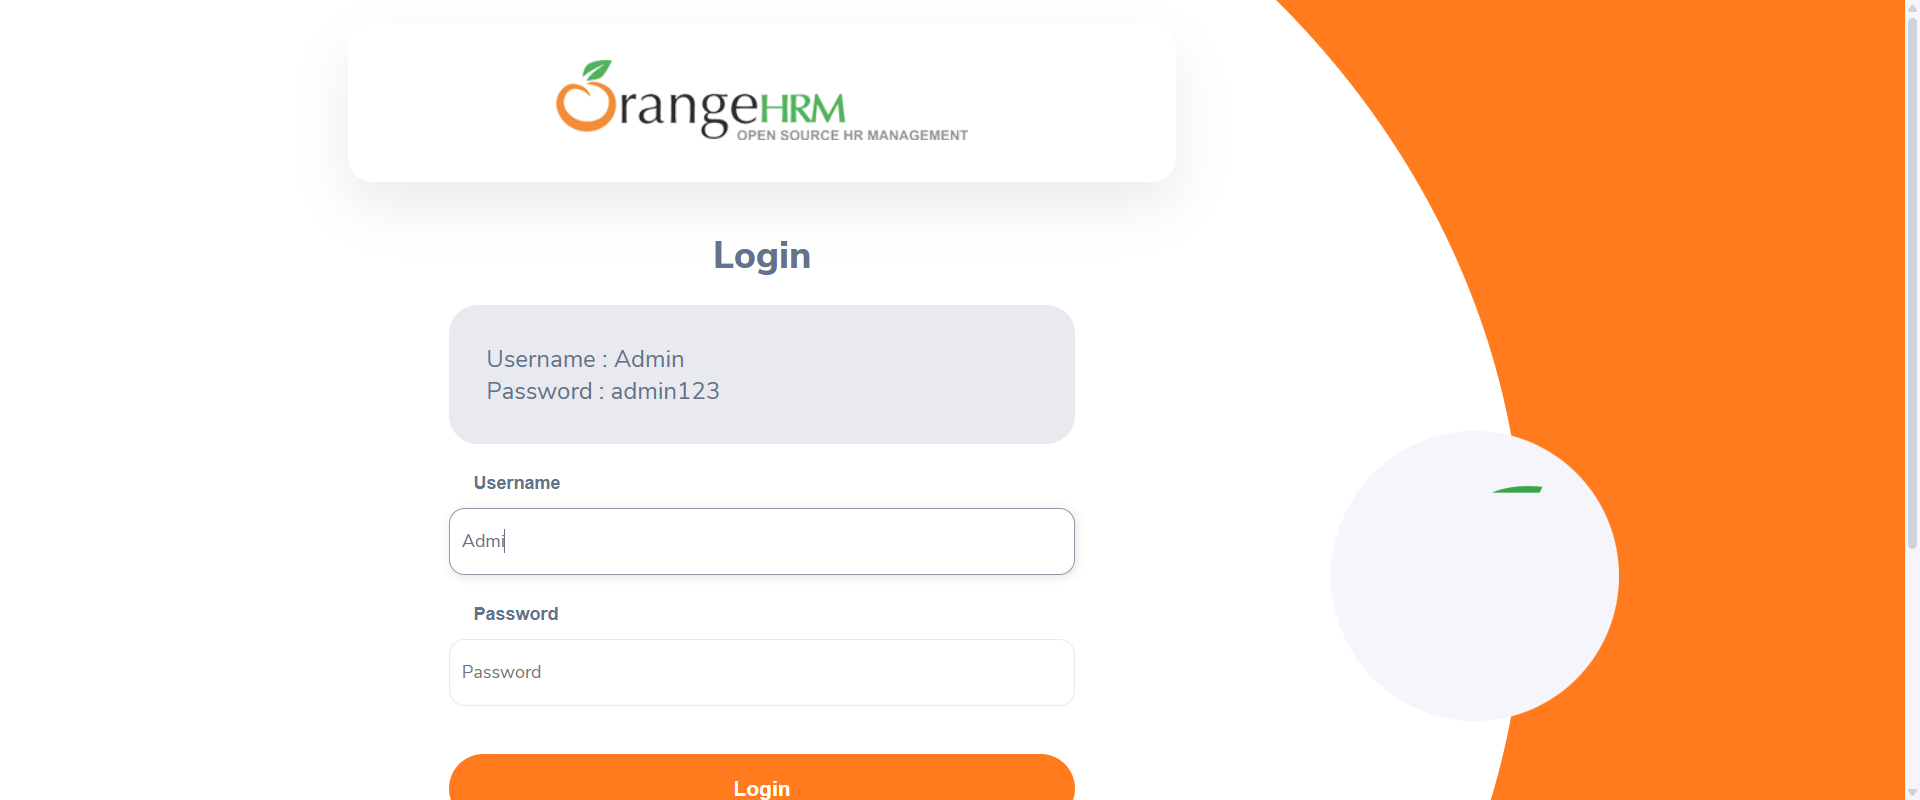 OrangeHRM
OPEN SOURCE HR MANAGEMENT
Login
Username : Admin
Password : admin123
Username
Admi
Password
Password
Login